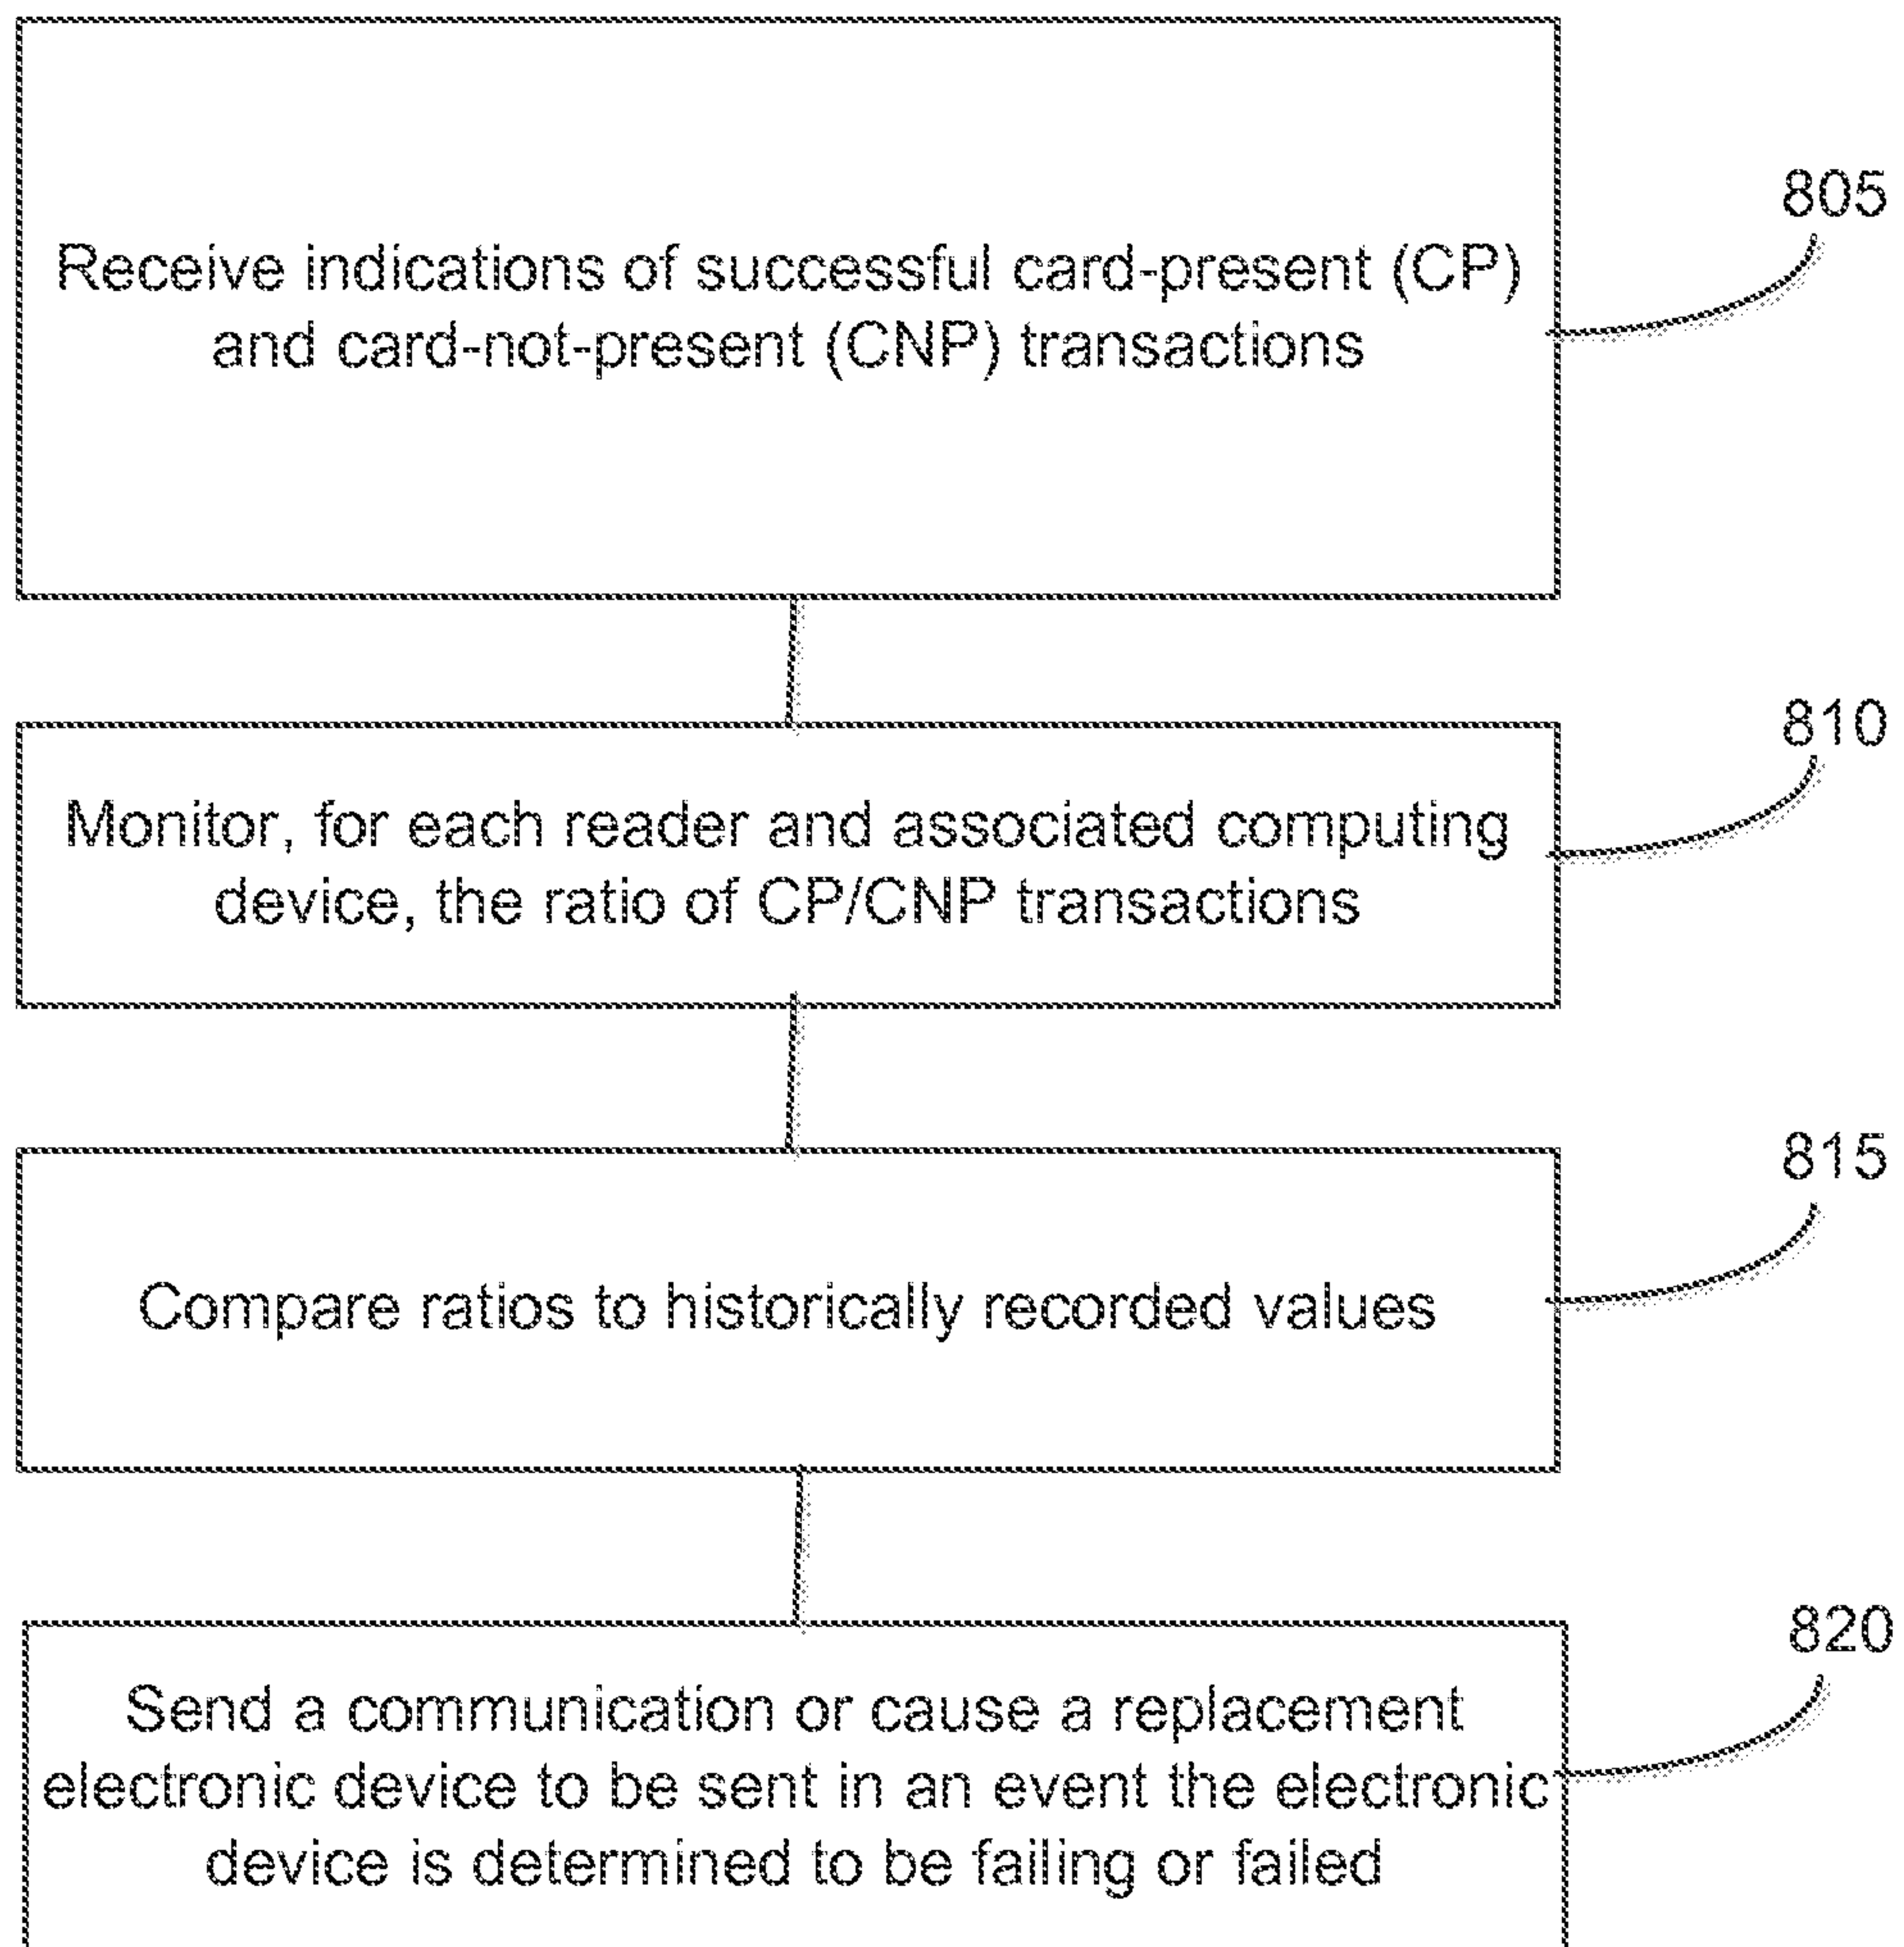 805
Receive indications of successful card-present (CP)
and card-not-present (CNP) transactions
810
Monitor, for each reader and associated computing
device, the ratio of CP/CNP transactions
815
Compare ratios to historically recorded values
820
Send a communication or cause a replacement
electronic device to be sent in an event the electronic
device is determined to be failing or failed